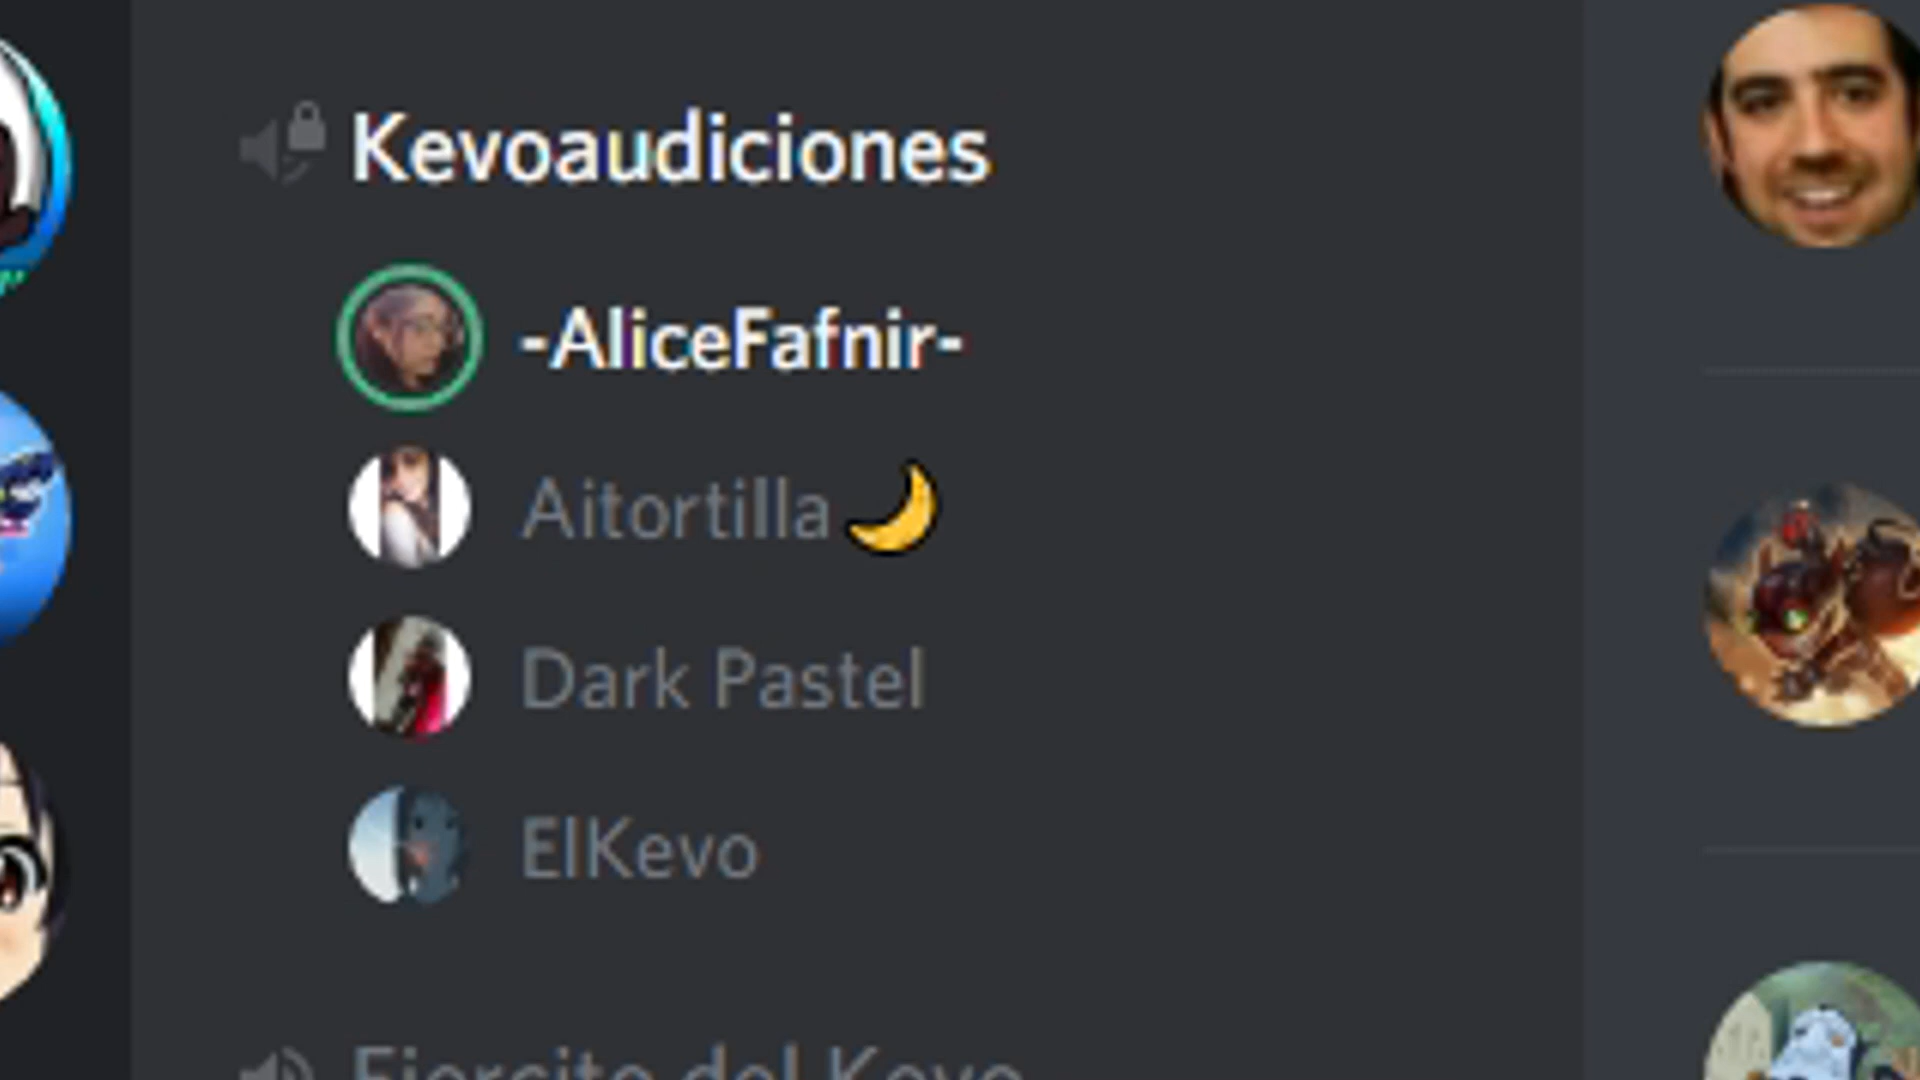 Kevoaudiciones
-AliceFafnir-
Aitortilla🌙
Dark Pastel
ElKevo
Ejercito del Kevo